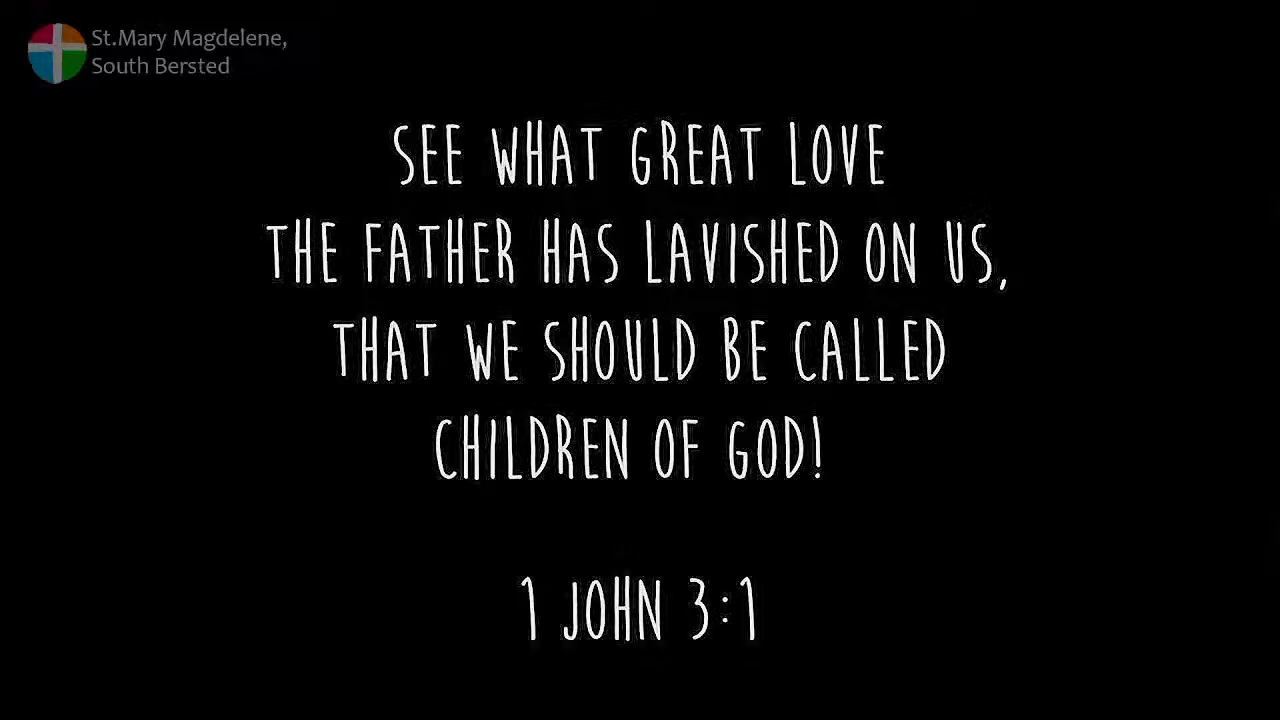 St.Mary Magdelene,
South Bersted
SEE WHAT GREAT LOVE
THE FATHER HAS LAVISHED ON US,
THAT WE SHOULD BE CALLED
CHILDREN OF GOD!
1 JOHN 3:1